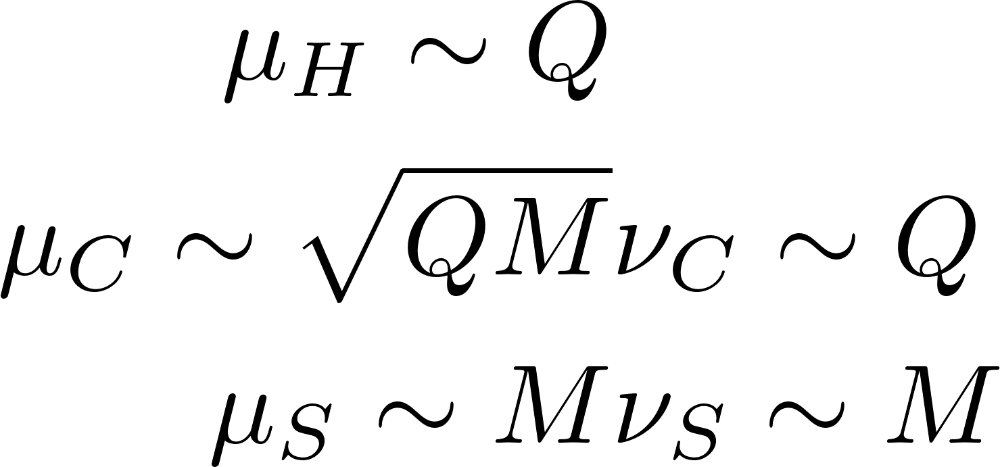 μ_H ∼ Q
μ_C ∼ √(QM) ν_C ∼ Q
μ_S ∼ M ν_S ∼ M